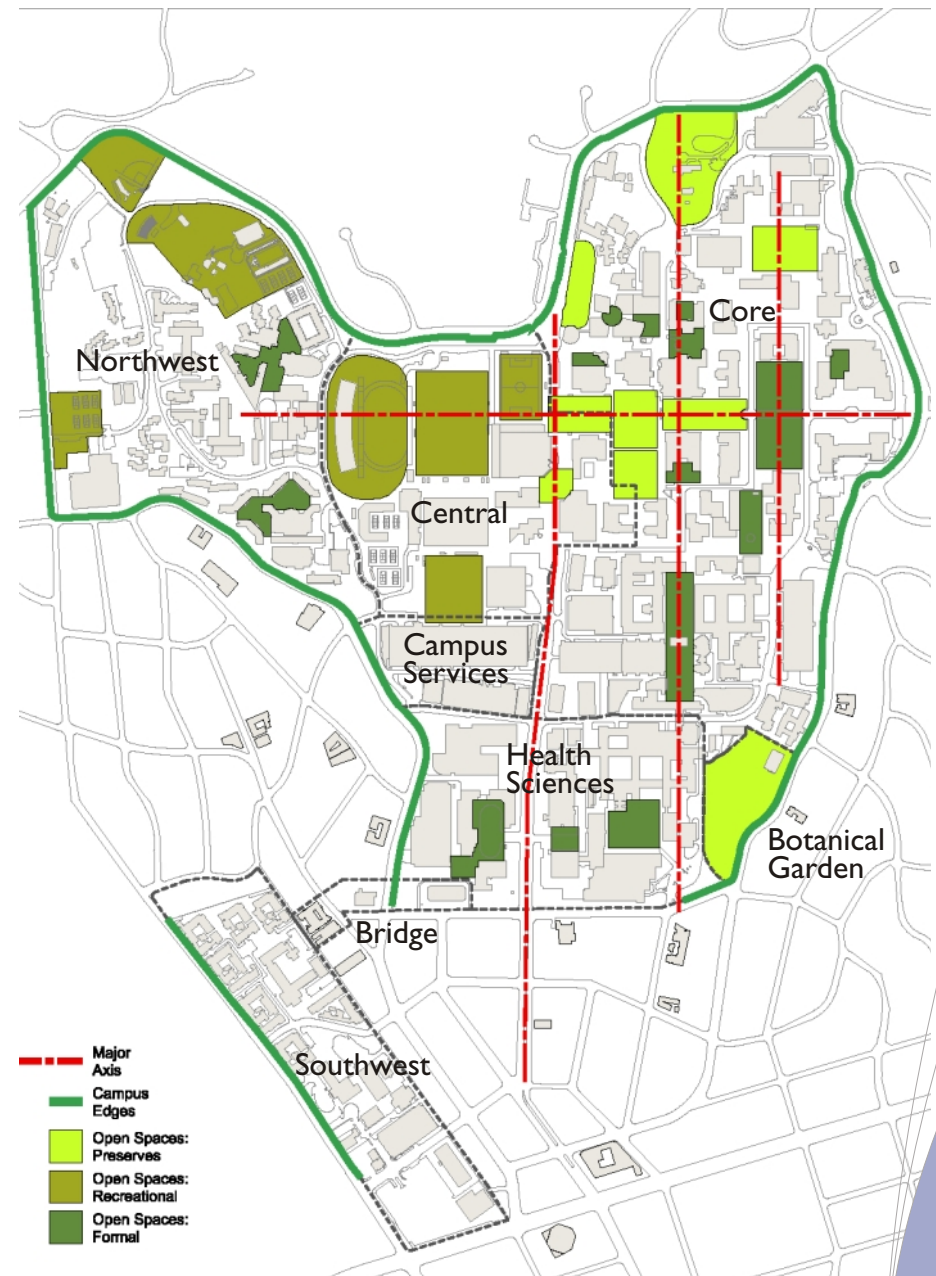 Core
Northwest
Central
Campus
Services
Health
Sciences
Botanical
Garden
Bridge
Southwest
Major
Axis
Campus
Edges
Open Spaces:
Preserves
Open Spaces:
Recreational
Open Spaces:
Formal